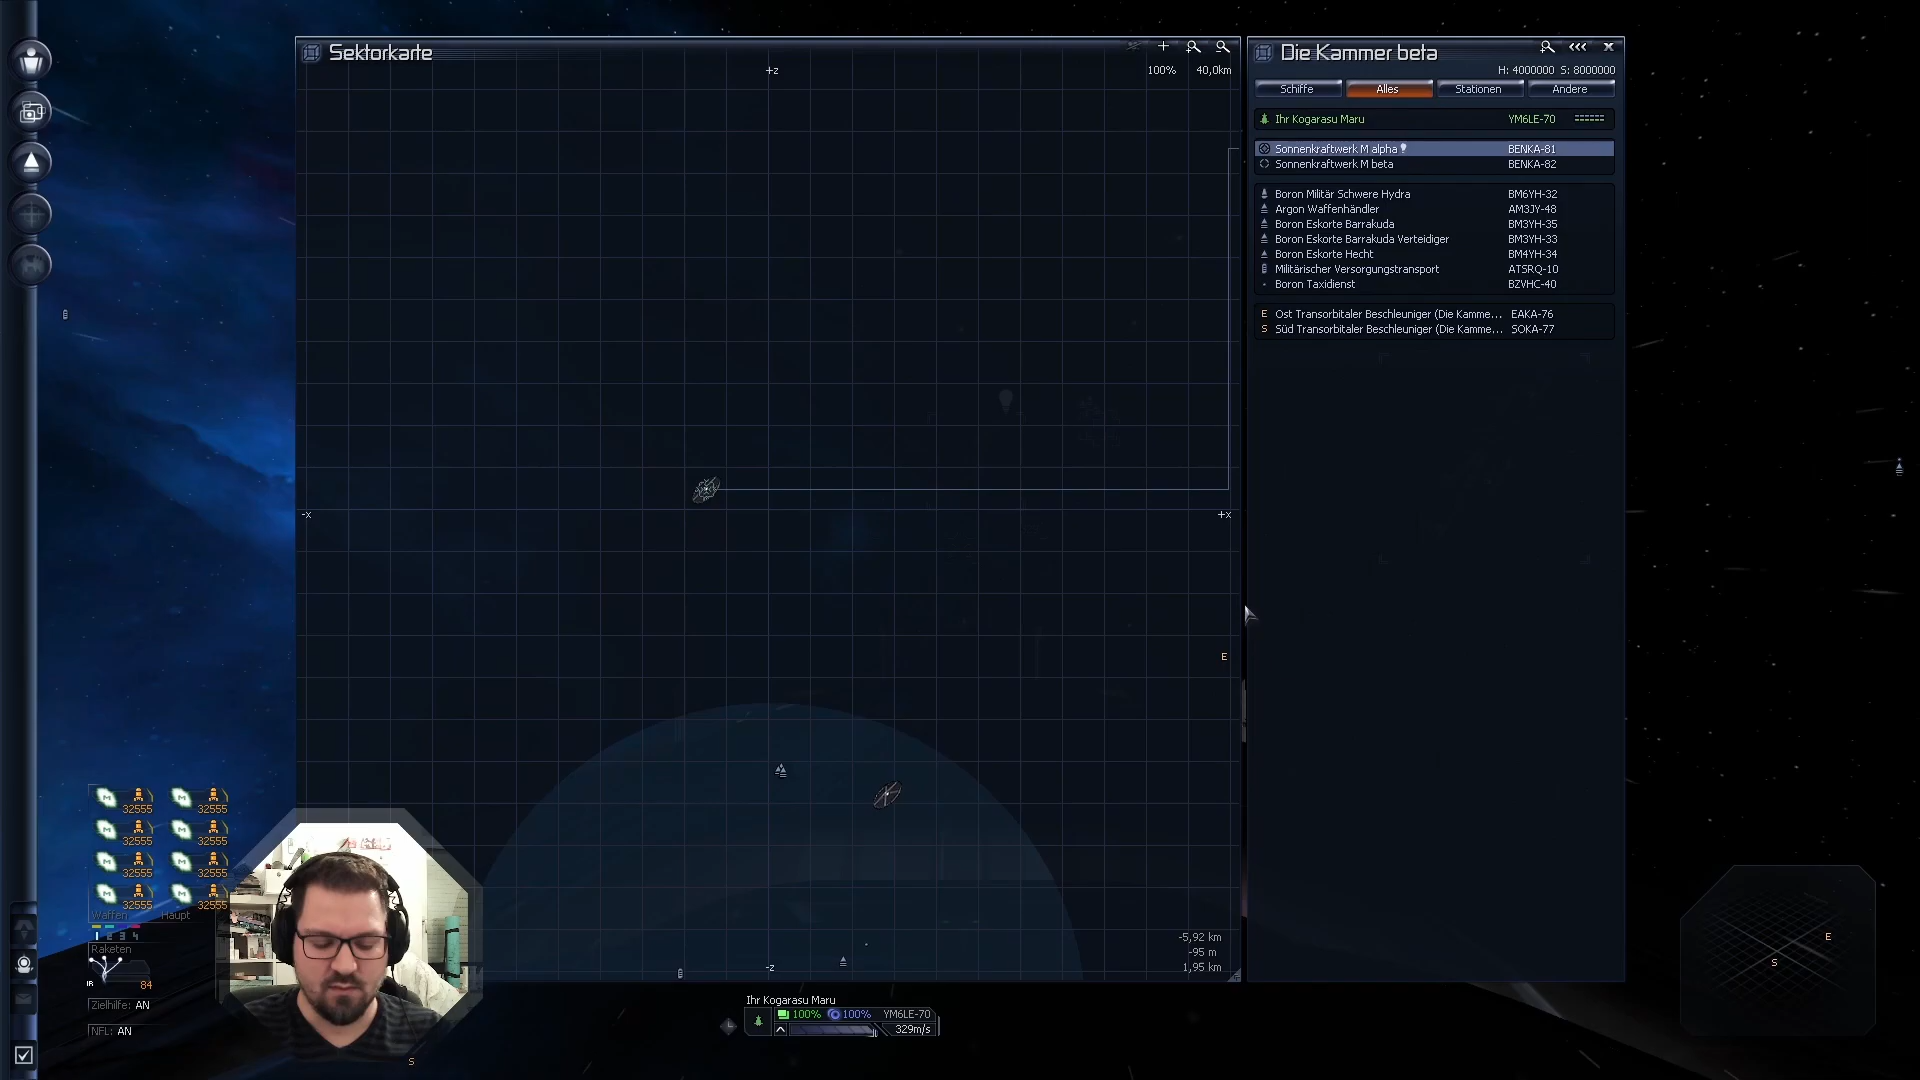 Sektorkarte
+z
100% 40,0km
-x
+x
E
-z
-5,92 km
-95 m
1,95 km
Die Kammer beta
H: 4000000 S: 8000000
Schiffe Alles Stationen Andere
Ihr Kogarasu Maru YM6LE-70
Sonnenkraftwerk M alpha BENKA-81
Sonnenkraftwerk M beta BENKA-82
Boron Militär Schwere Hydra BM6YH-32
Argon Waffenhändler AM3JY-48
Boron Eskorte Barrakuda BM3YH-35
Boron Eskorte Barrakuda Verteidiger BM3YH-33
Boron Eskorte Hecht BM4YH-34
Militärischer Versorgungstransport ATSRQ-10
Boron Taxidienst BZVHC-40
E Ost Transorbitaler Beschleuniger (Die Kamme... EAKA-76
S Süd Transorbitaler Beschleuniger (Die Kamme... SOKA-77
M 32555 M 32555
M 32555 M 32555
M 32555 M 32555
M 32555 M 32555
Waffen Haupt
1 2 3 4
Raketen
IR 84
Zielhilfe: AN
NFL: AN
S
Ihr Kogarasu Maru
100% 100% YM6LE-70
329m/s
E
S